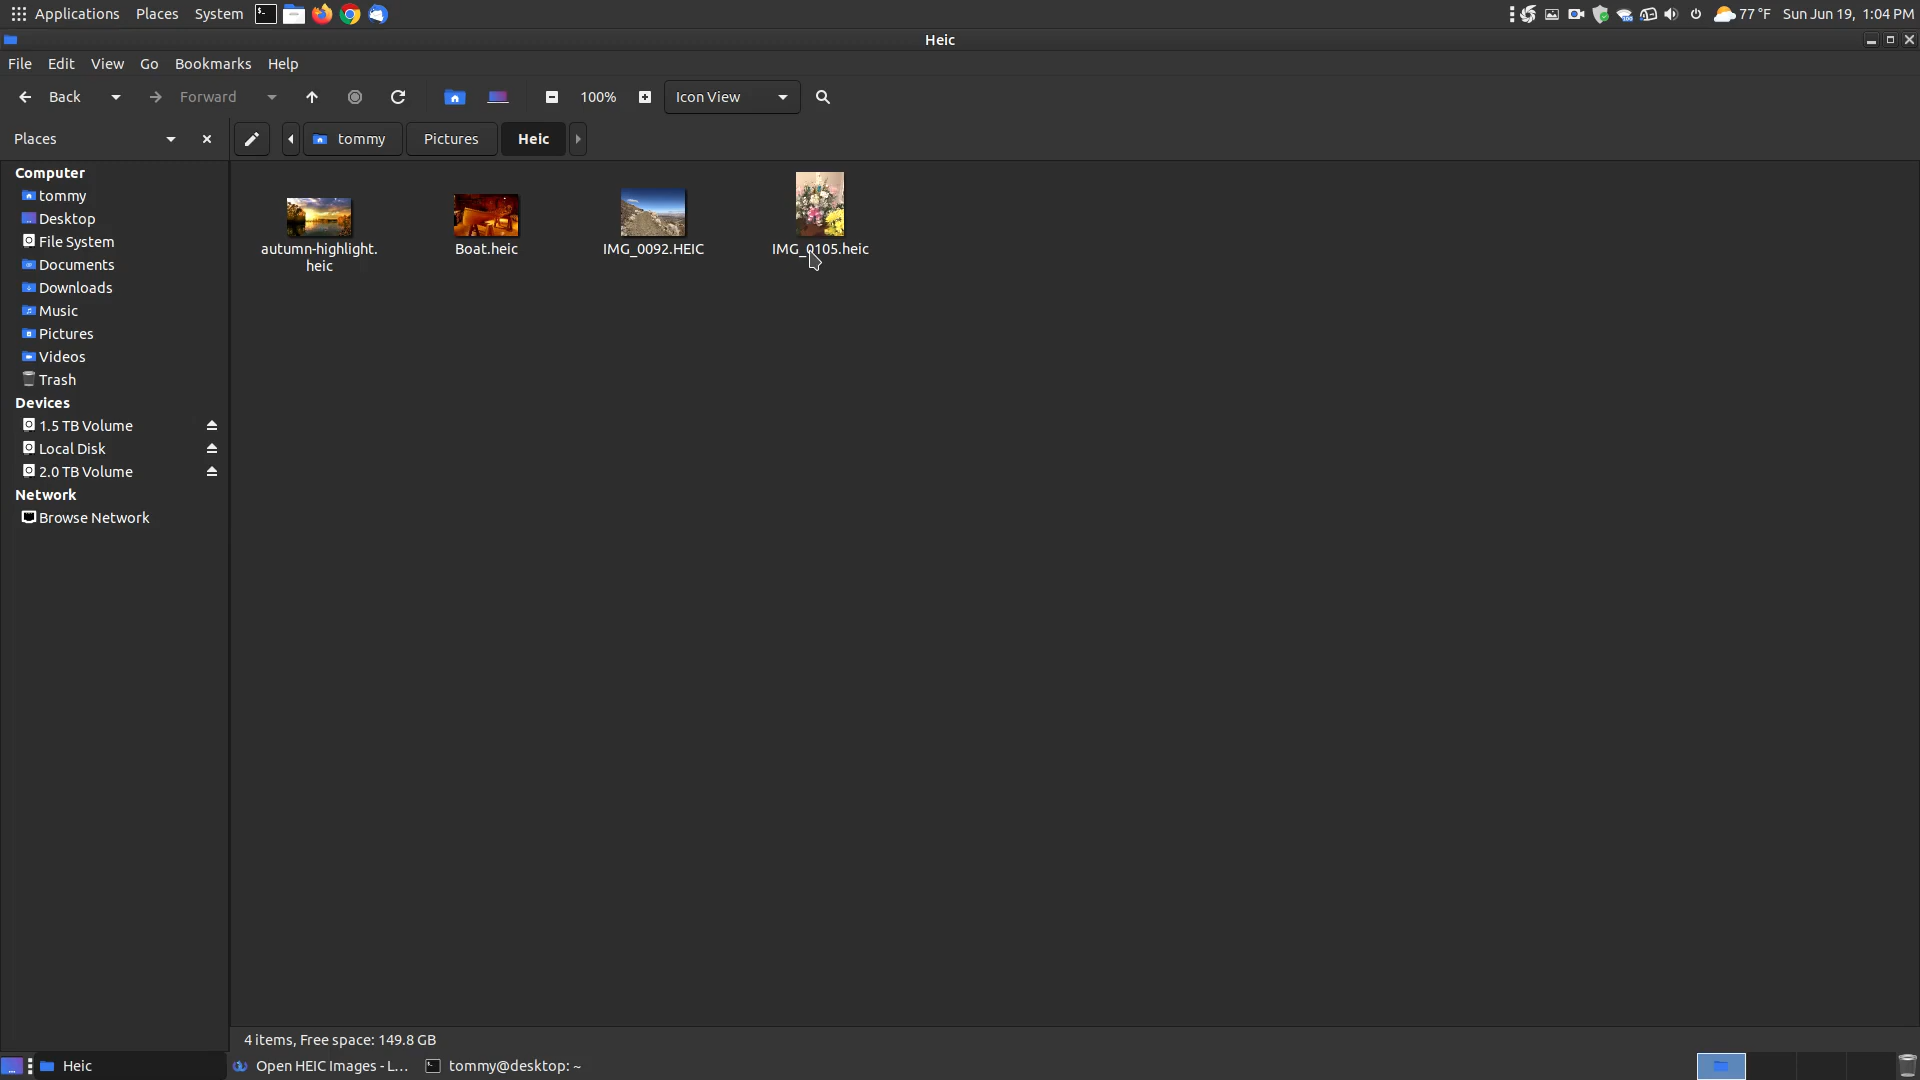 Applications Places System 77 °F Sun Jun 19, 1:04 PM
Heic
File Edit View Go Bookmarks Help
Back Forward 100% Icon View
Places tommy Pictures Heic
Computer
tommy
Desktop
File System
Documents
Downloads
Music
Pictures
Videos
Trash
Devices
1.5 TB Volume
Local Disk
2.0 TB Volume
Network
Browse Network
autumn-highlight.
heic
Boat.heic
IMG_0092.HEIC
IMG_0105.heic
4 items, Free space: 149.8 GB
Heic Open HEIC Images - L... tommy@desktop: ~